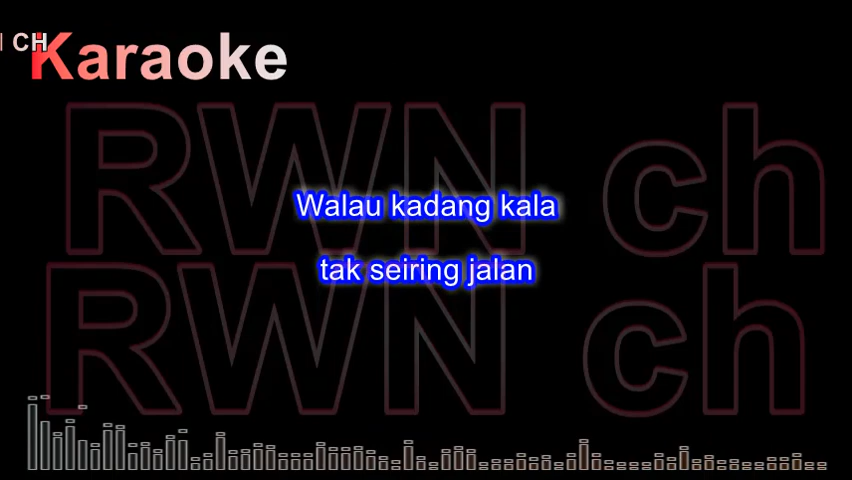 CH
Karaoke
RWN ch
Walau kadang kala
tak seiring jalan
RWN ch